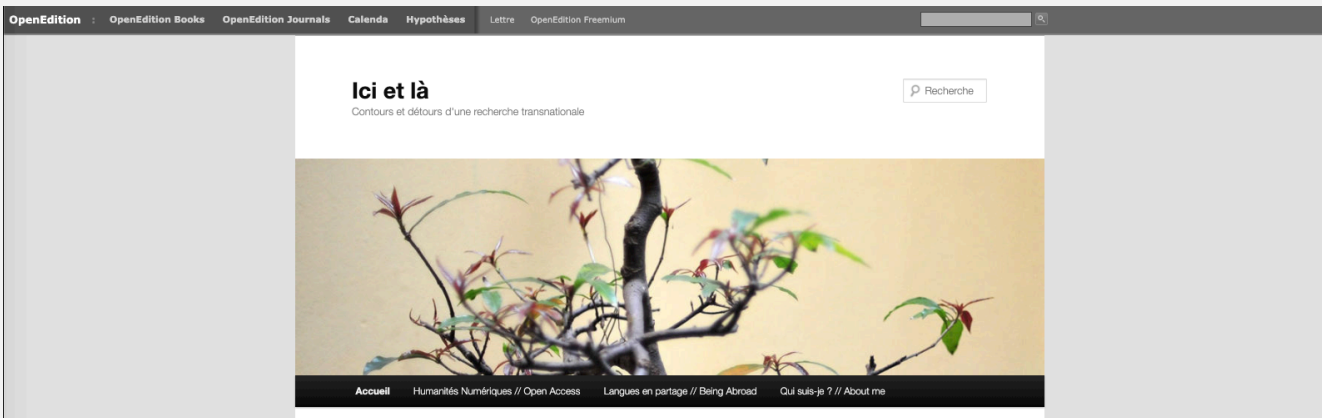 OpenEdition : OpenEdition Books OpenEdition Journals Calenda Hypothèses Lettre OpenEdition Freemium
Ici et là
Recherche
Contours et détours d'une recherche transnationale
Accueil Humanités Numériques // Open Access Langues en partage // Being Abroad Qui suis-je ? // About me